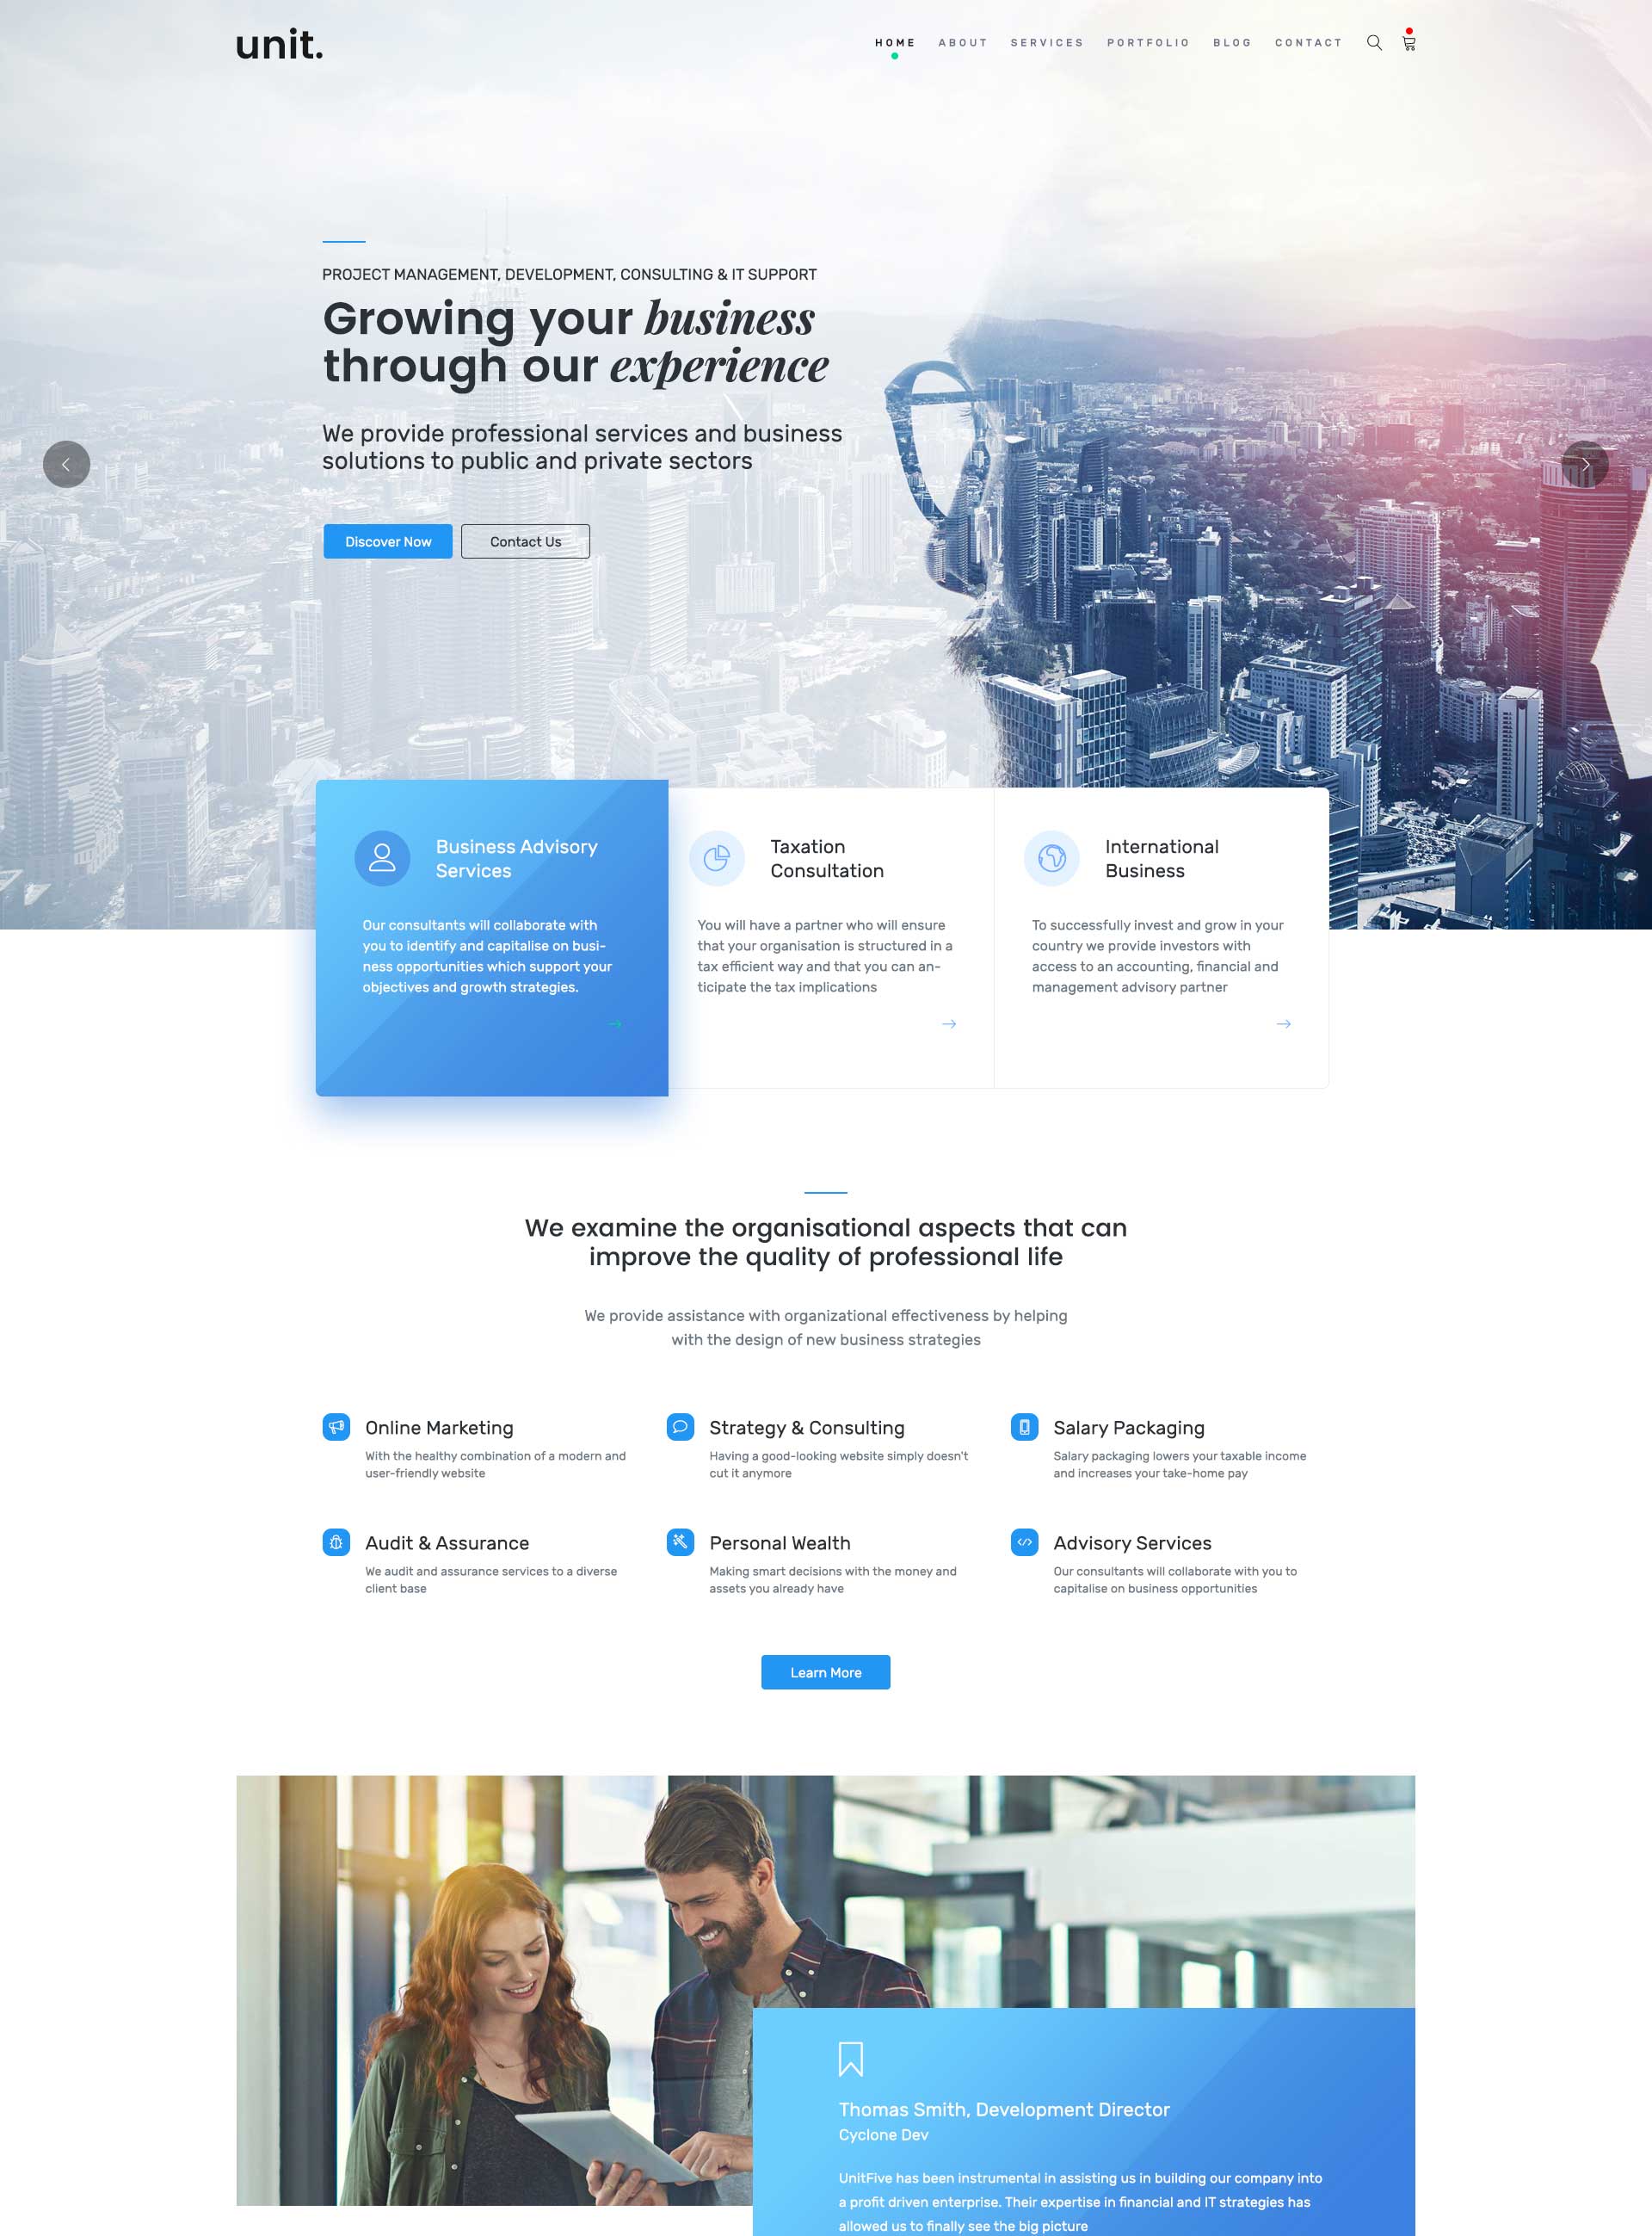 unit.
HOME ABOUT SERVICES PORTFOLIO BLOG CONTACT
PROJECT MANAGEMENT, DEVELOPMENT, CONSULTING & IT SUPPORT
Growing your business
through our experience
We provide professional services and business
solutions to public and private sectors
Discover Now Contact Us
Business Advisory
Services
Our consultants will collaborate with
you to identify and capitalise on busi-
ness opportunities which support your
objectives and growth strategies.
Taxation
Consultation
You will have a partner who will ensure
that your organisation is structured in a
tax efficient way and that you can an-
ticipate the tax implications
International
Business
To successfully invest and grow in your
country we provide investors with
access to an accounting, financial and
management advisory partner
We examine the organisational aspects that can
improve the quality of professional life
We provide assistance with organizational effectiveness by helping
with the design of new business strategies
Online Marketing
With the healthy combination of a modern and
user-friendly website
Strategy & Consulting
Having a good-looking website simply doesn't
cut it anymore
Salary Packaging
Salary packaging lowers your taxable income
and increases your take-home pay
Audit & Assurance
We audit and assurance services to a diverse
client base
Personal Wealth
Making smart decisions with the money and
assets you already have
Advisory Services
Our consultants will collaborate with you to
capitalise on business opportunities
Learn More
Thomas Smith, Development Director
Cyclone Dev
UnitFive has been instrumental in assisting us in building our company into
a profit driven enterprise. Their expertise in financial and IT strategies has
allowed us to finally see the big picture